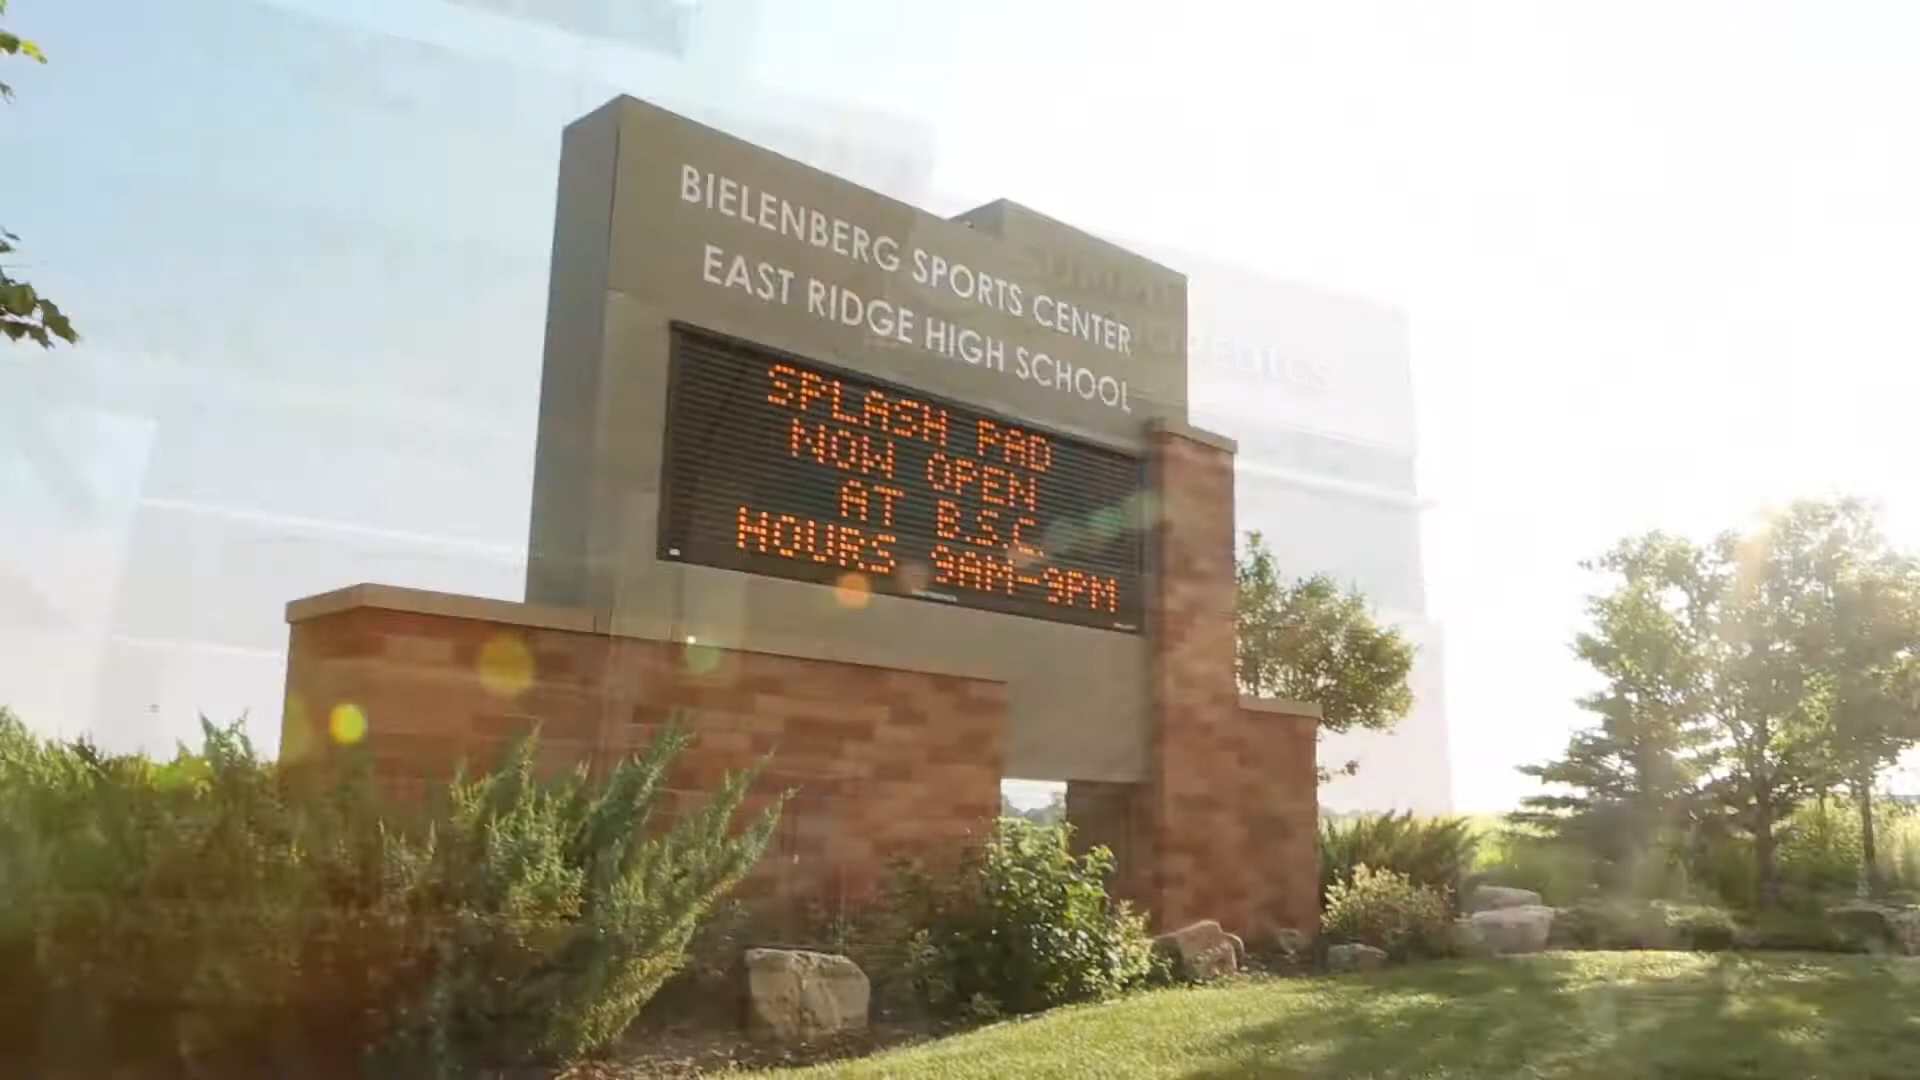 BIELENBERG SPORTS CENTER
EAST RIDGE HIGH SCHOOL
SPLASH PAD
NOW OPEN
AT B.S.C.
HOURS 9AM-9PM